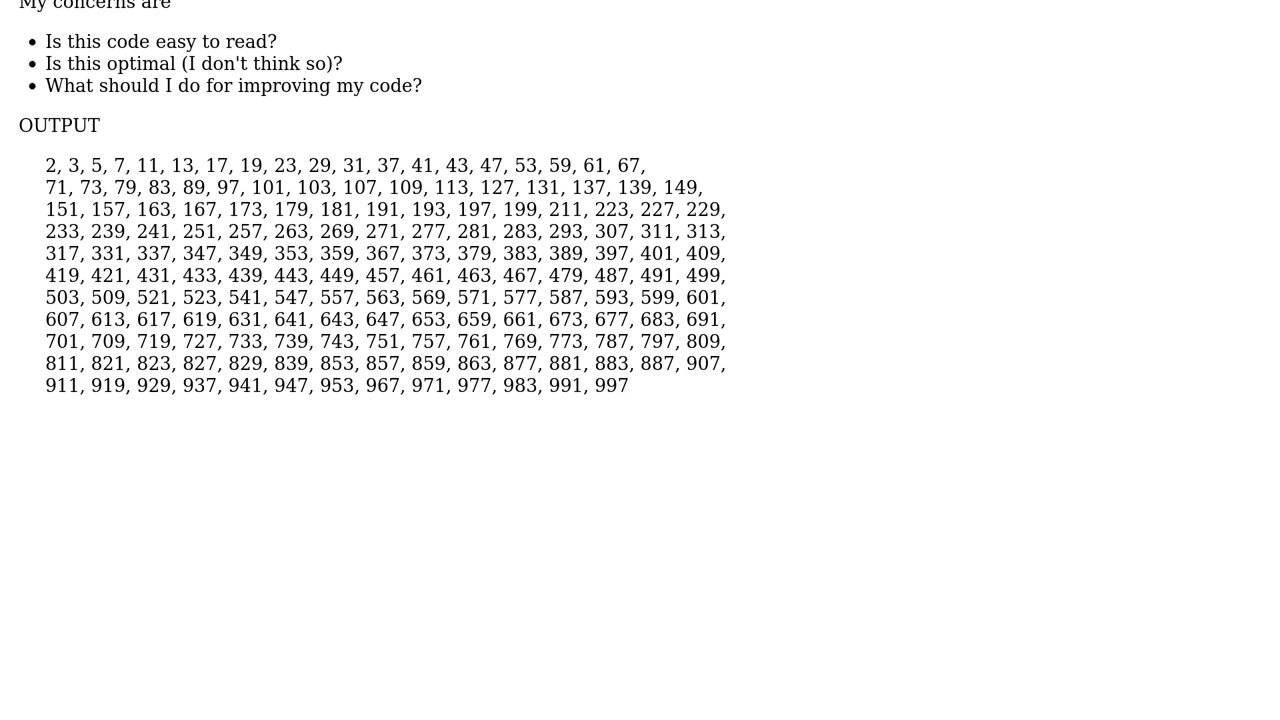 My concerns are
Is this code easy to read?
Is this optimal (I don't think so)?
What should I do for improving my code?
OUTPUT
2, 3, 5, 7, 11, 13, 17, 19, 23, 29, 31, 37, 41, 43, 47, 53, 59, 61, 67,
71, 73, 79, 83, 89, 97, 101, 103, 107, 109, 113, 127, 131, 137, 139, 149,
151, 157, 163, 167, 173, 179, 181, 191, 193, 197, 199, 211, 223, 227, 229,
233, 239, 241, 251, 257, 263, 269, 271, 277, 281, 283, 293, 307, 311, 313,
317, 331, 337, 347, 349, 353, 359, 367, 373, 379, 383, 389, 397, 401, 409,
419, 421, 431, 433, 439, 443, 449, 457, 461, 463, 467, 479, 487, 491, 499,
503, 509, 521, 523, 541, 547, 557, 563, 569, 571, 577, 587, 593, 599, 601,
607, 613, 617, 619, 631, 641, 643, 647, 653, 659, 661, 673, 677, 683, 691,
701, 709, 719, 727, 733, 739, 743, 751, 757, 761, 769, 773, 787, 797, 809,
811, 821, 823, 827, 829, 839, 853, 857, 859, 863, 877, 881, 883, 887, 907,
911, 919, 929, 937, 941, 947, 953, 967, 971, 977, 983, 991, 997